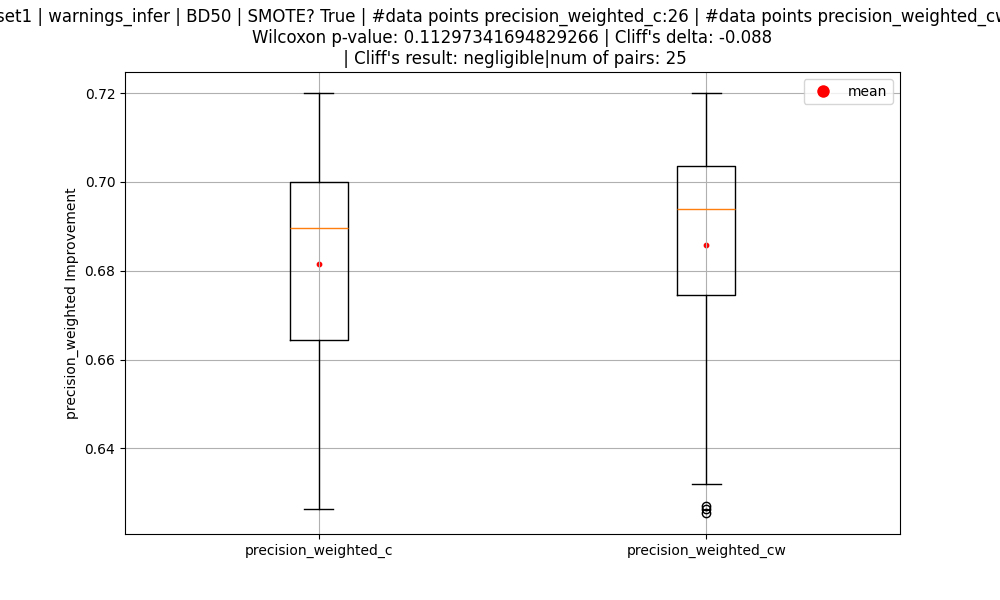 set1 | warnings_infer | BD50 | SMOTE? True | #data points precision_weighted_c:26 | #data points
Wilcoxon p-value: 0.11297341694829266 | Cliff's delta: -0.088
| Cliff's result: negligible|num of pairs: 25
mean
0.72
0.70
0.68
0.66
0.64
precision_weighted Improvement
precision_weighted_c
precision_weighted_cw